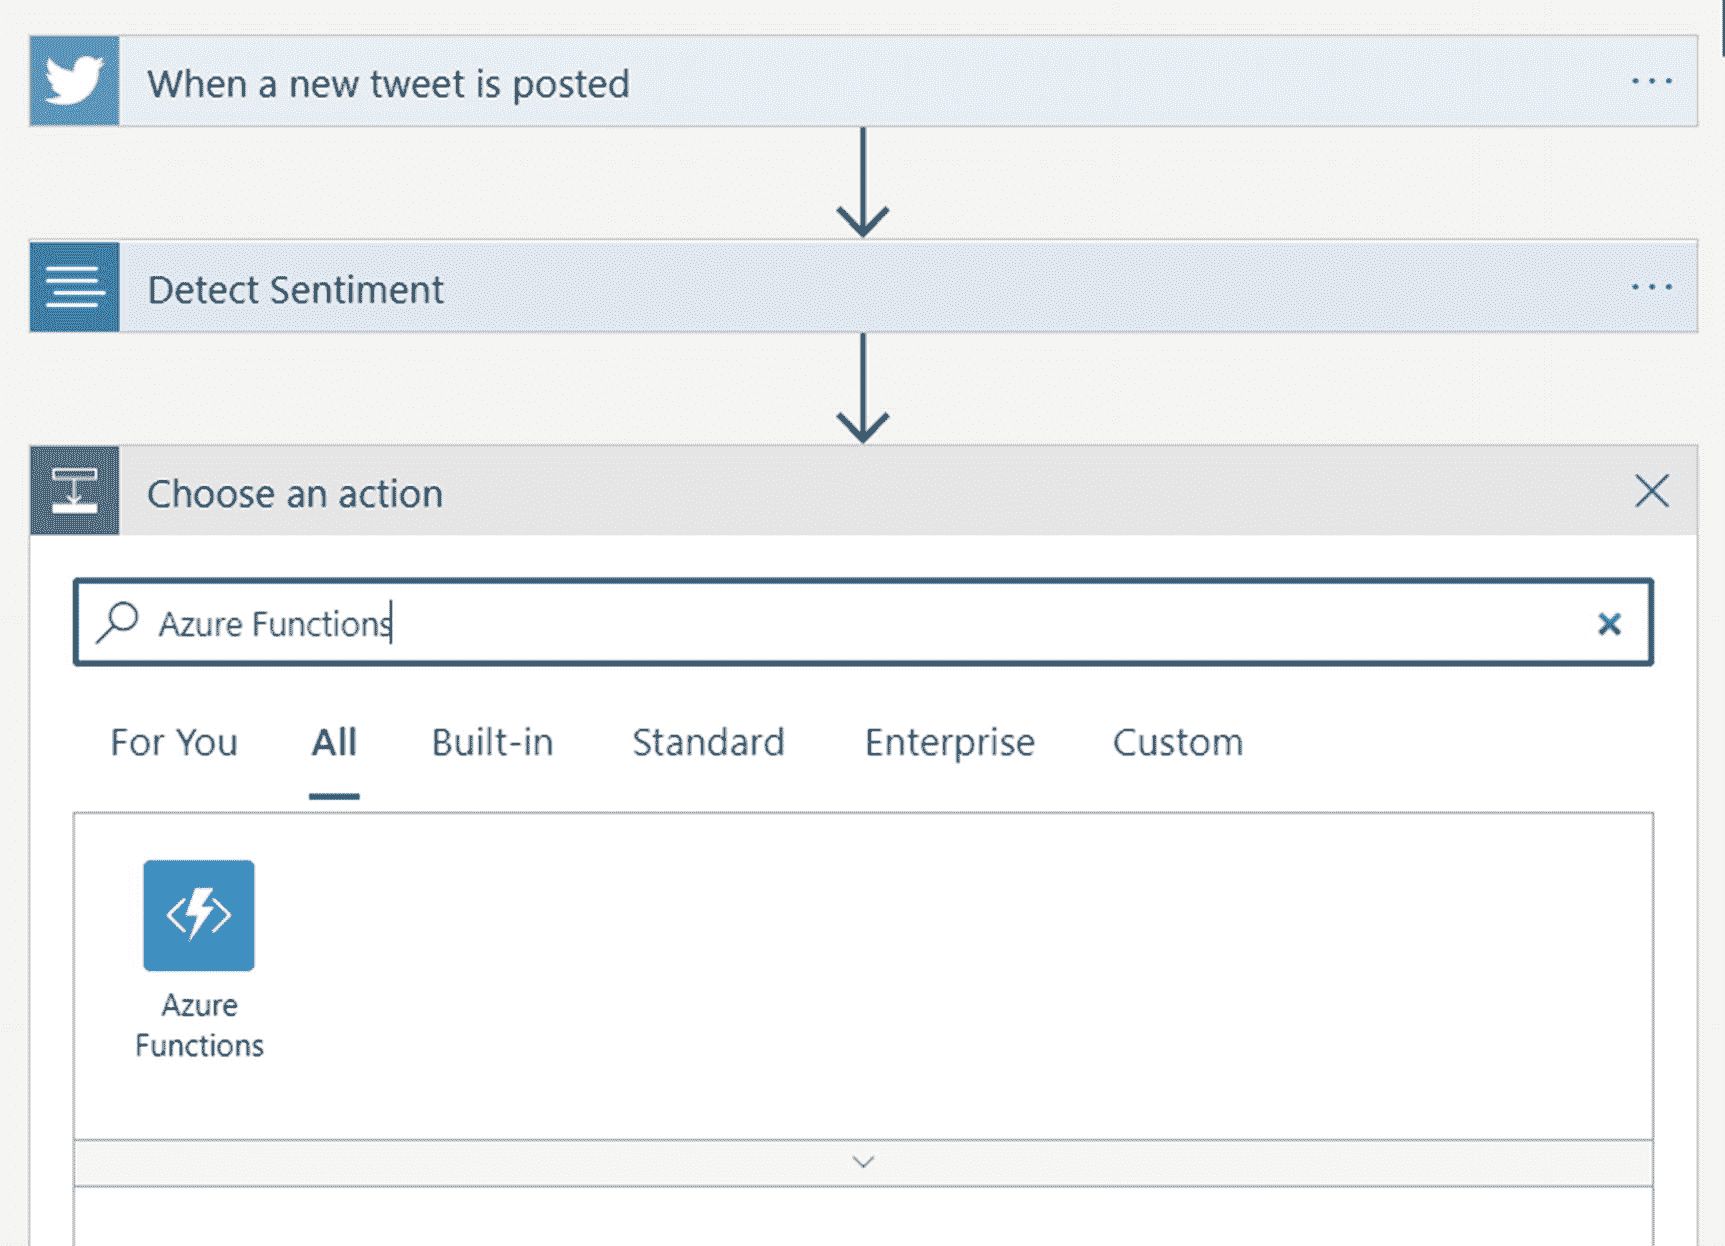 When a new tweet is posted
Detect Sentiment
Choose an action
Azure Functions
For You All Built-in Standard Enterprise Custom
Azure
Functions